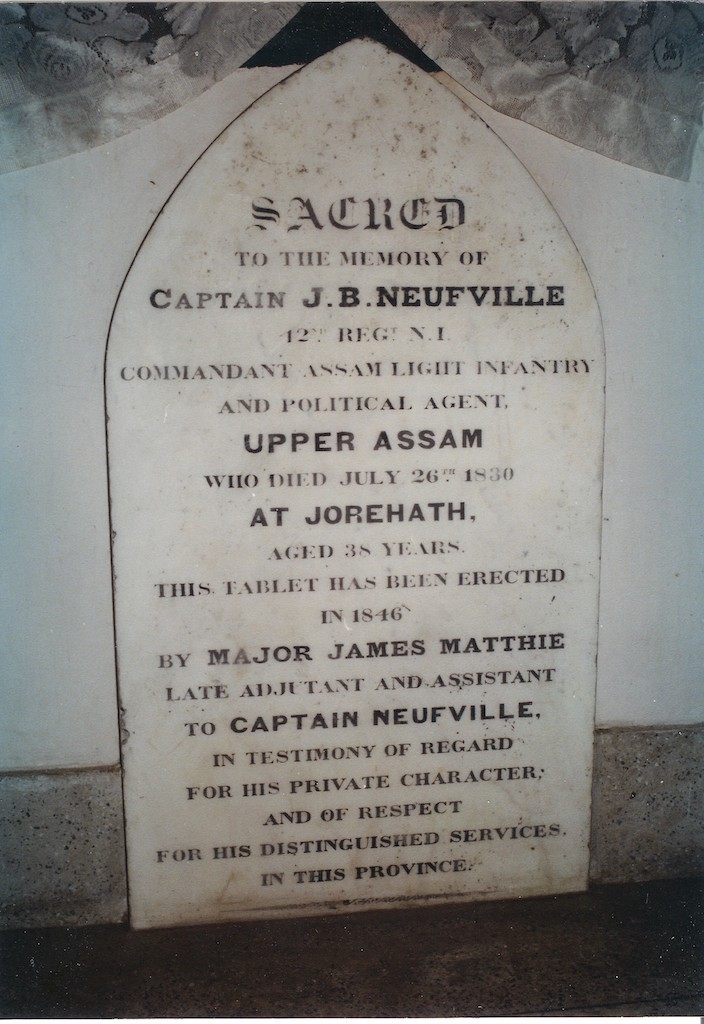 SACRED
TO THE MEMORY OF
CAPTAIN J.B. NEUFVILLE
42ND REGT N.I.
COMMANDANT ASSAM LIGHT INFANTRY
AND POLITICAL AGENT,
UPPER ASSAM
WHO DIED JULY 26TH 1830
AT JOREHATH,
AGED 38 YEARS.
THIS TABLET HAS BEEN ERECTED
IN 1846
BY MAJOR JAMES MATTHIE
LATE ADJUTANT AND ASSISTANT
TO CAPTAIN NEUFVILLE,
IN TESTIMONY OF REGARD
FOR HIS PRIVATE CHARACTER,
AND OF RESPECT
FOR HIS DISTINGUISHED SERVICES.
IN THIS PROVINCE.